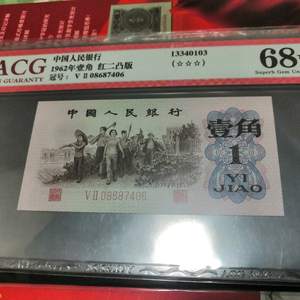 ACG
GUARANTY
中国人民银行
1962年壹角 红二凸版
冠号: V II 08687406
13340103
(☆☆☆)
68
Superb Gem Un
中国人民银行
壹角
1
YI
JIAO
V II 08687406